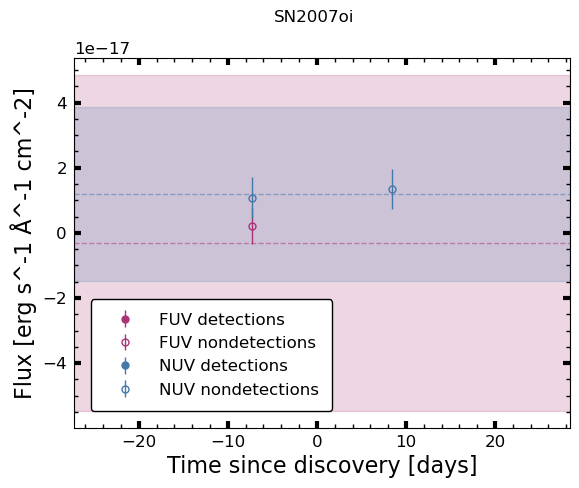 SN2007oi
1e−17
4
2
0
−2
−4
Flux [erg s^-1 Å^-1 cm^-2]
FUV detections
FUV nondetections
NUV detections
NUV nondetections
−20 −10 0 10 20
Time since discovery [days]